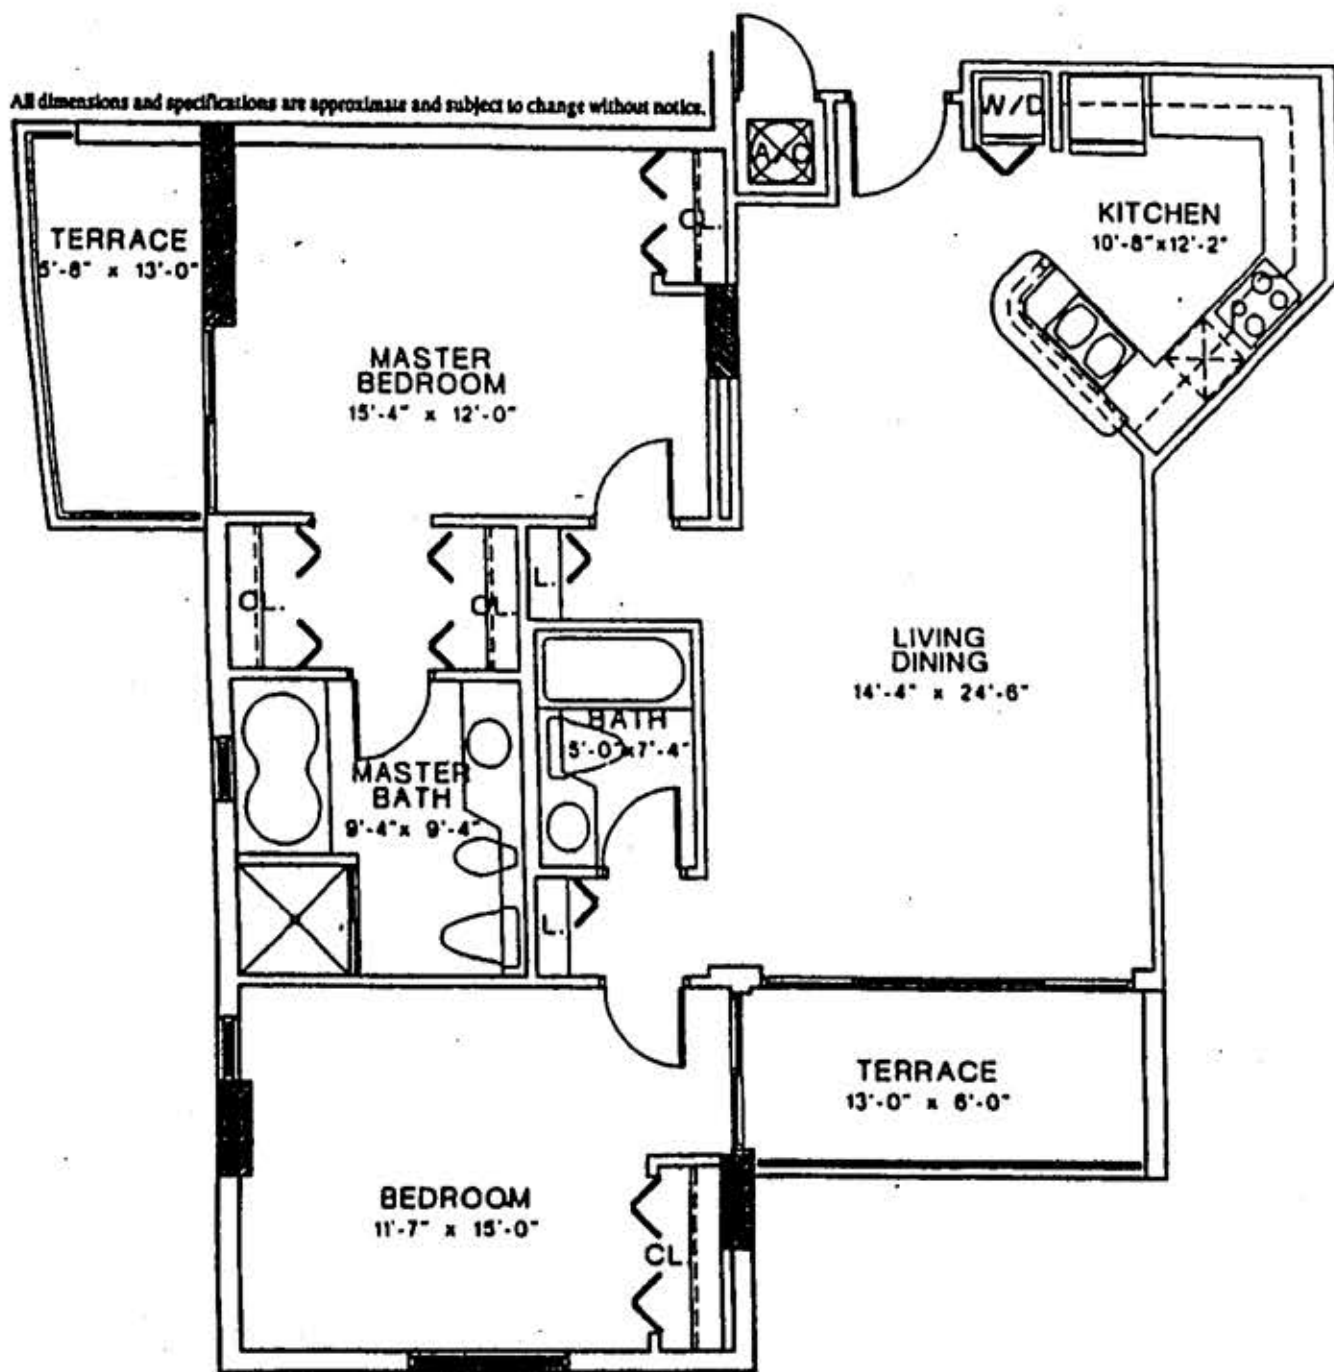 All dimensions and specifications are approximate and subject to change without notice.
W/D
A/C
KITCHEN
10'-8"x12'-2"
TERRACE
5'-8" x 13'-0"
CL.
MASTER
BEDROOM
15'-4" x 12'-0"
CL.
CL.
L.
LIVING
DINING
14'-4" x 24'-6"
BATH
5'-0"x7'-4"
MASTER
BATH
9'-4"x 9'-4"
L.
TERRACE
13'-0" x 6'-0"
BEDROOM
11'-7" x 15'-0"
CL.